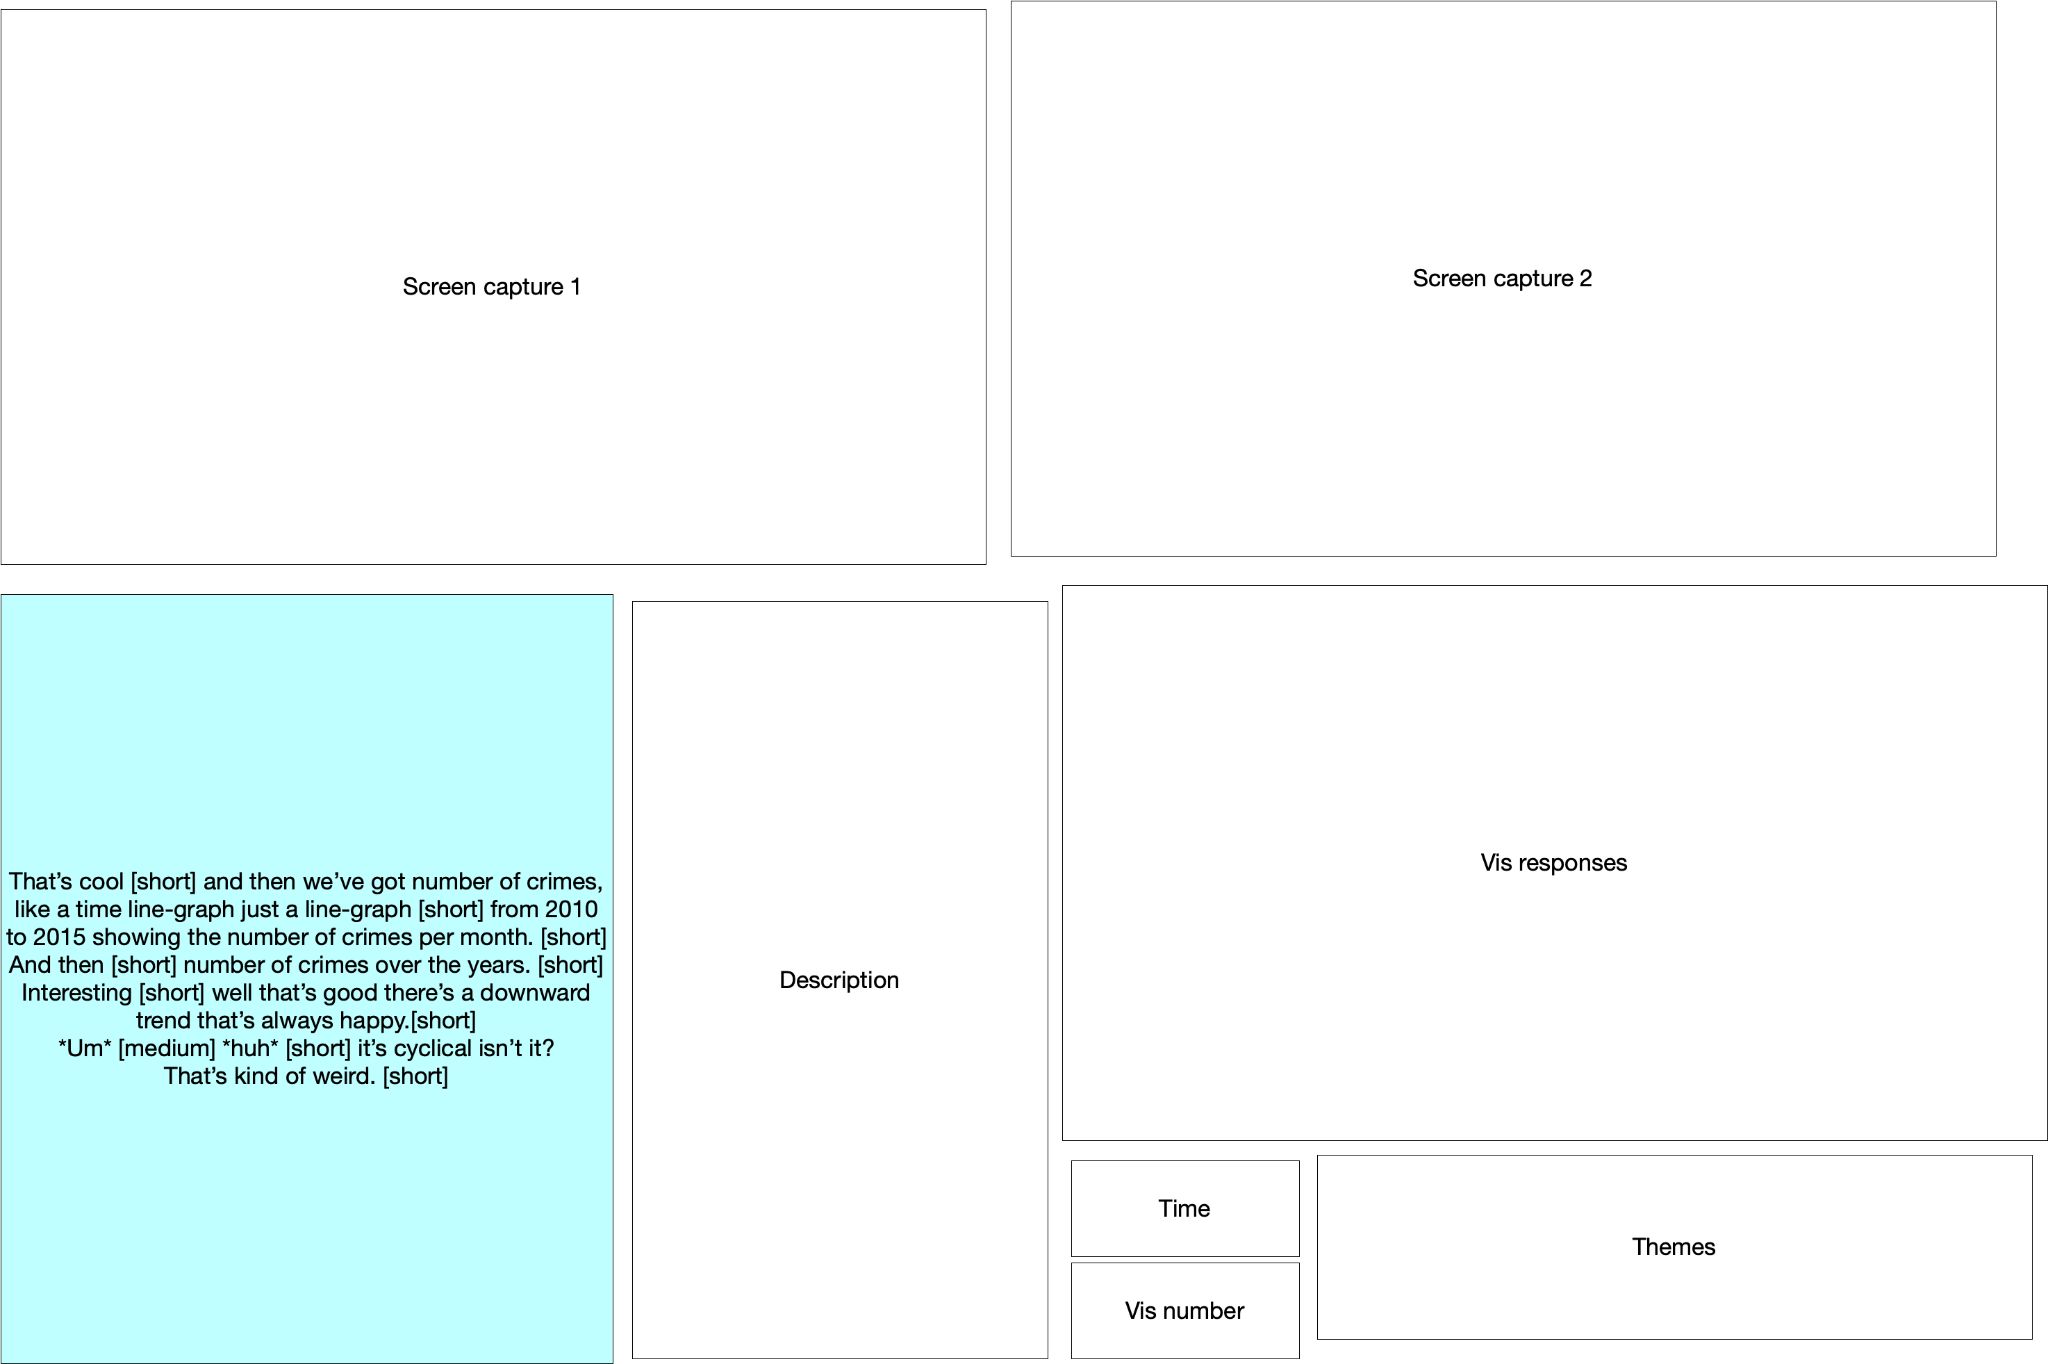 Screen capture 1
Screen capture 2
That’s cool [short] and then we’ve got number of crimes,
like a time line-graph just a line-graph [short] from 2010
to 2015 showing the number of crimes per month. [short]
And then [short] number of crimes over the years. [short]
Interesting [short] well that’s good there’s a downward
trend that’s always happy.[short]
*Um* [medium] *huh* [short] it’s cyclical isn’t it?
That’s kind of weird. [short]
Description
Vis responses
Time
Vis number
Themes